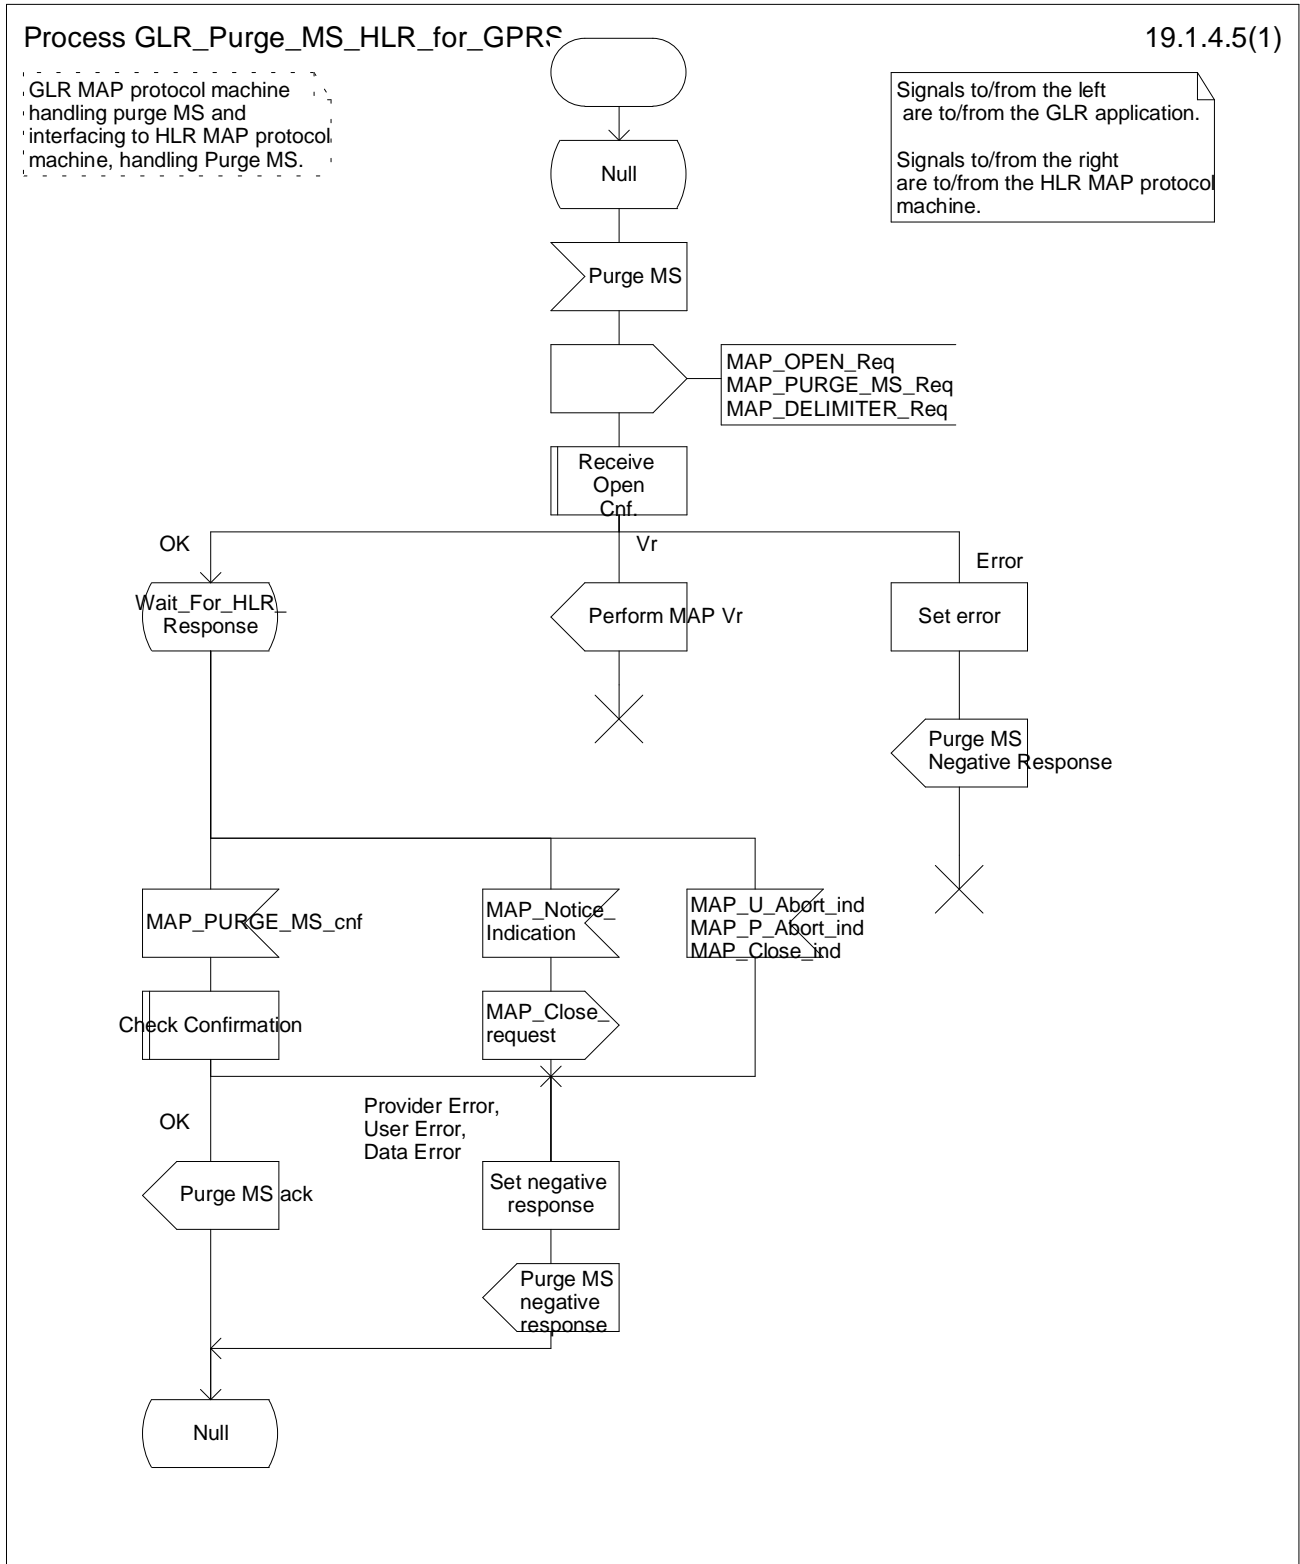 Process GLR_Purge_MS_HLR_for_GPRS
19.1.4.5(1)
GLR MAP protocol machine
handling purge MS and
interfacing to HLR MAP protocol
machine, handling Purge MS.
Signals to/from the left
are to/from the GLR application.
Signals to/from the right
are to/from the HLR MAP protocol
machine.
Null
Purge MS
MAP_OPEN_Req
MAP_PURGE_MS_Req
MAP_DELIMITER_Req
Receive
Open
Cnf.
OK
Vr
Error
Wait_For_HLR_
Response
Perform MAP Vr
Set error
Purge MS
Negative Response
MAP_PURGE_MS_cnf
MAP_Notice_
Indication
MAP_U_Abort_ind
MAP_P_Abort_ind
MAP_Close_ind
Check Confirmation
MAP_Close_
request
OK
Provider Error,
User Error,
Data Error
Purge MS ack
Set negative
response
Purge MS
negative
response
Null